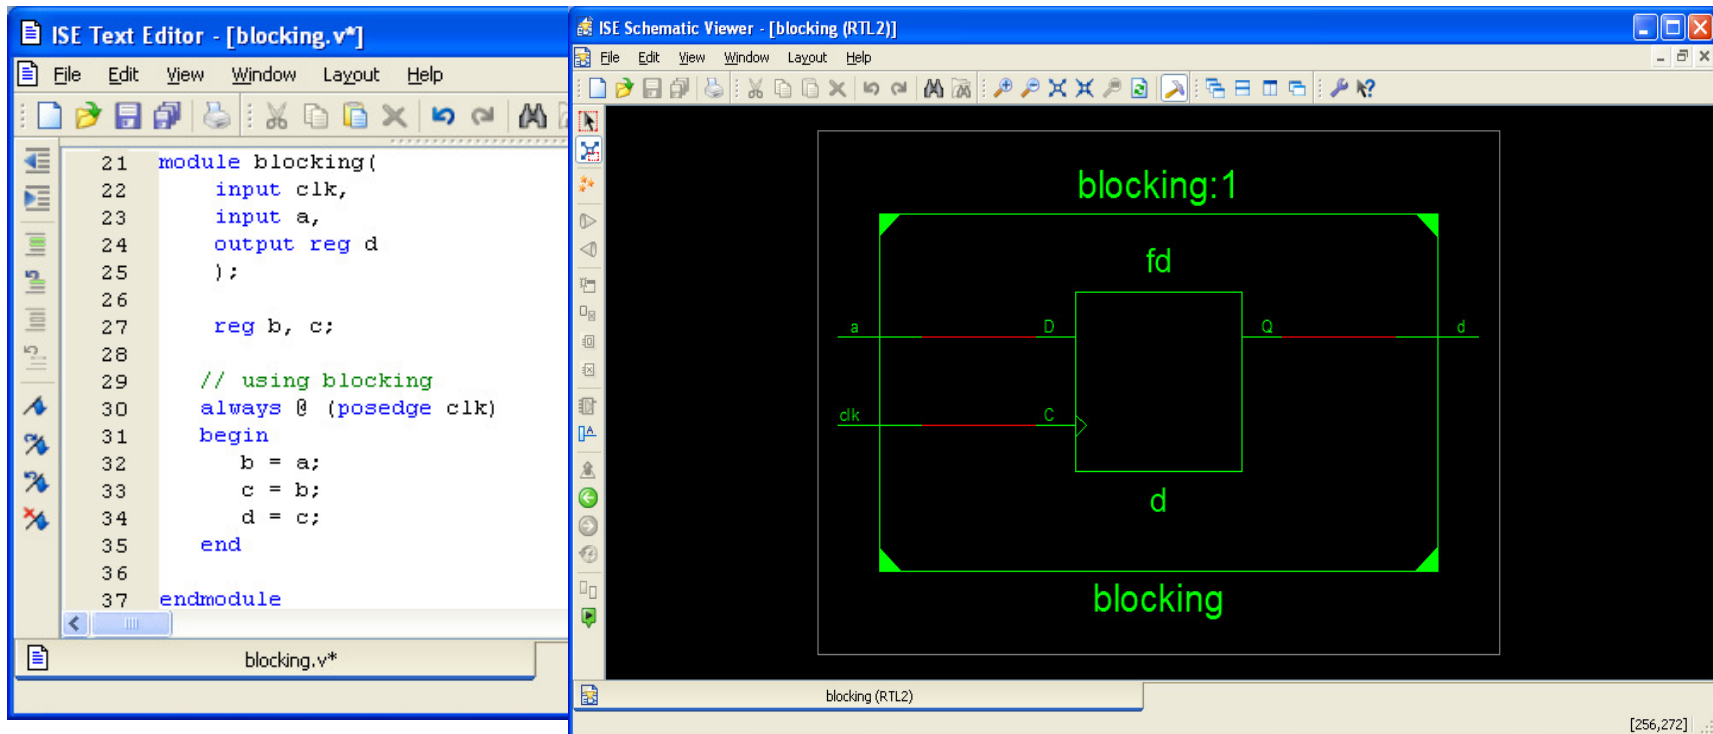 ISE Text Editor - [blocking.v*]
File Edit View Window Layout Help
21 module blocking(
22 input clk,
23 input a,
24 output reg d
25 );
26
27 reg b, c;
28
29 // using blocking
30 always @ (posedge clk)
31 begin
32 b = a;
33 c = b;
34 d = c;
35 end
36
37 endmodule
blocking.v*
ISE Schematic Viewer - [blocking (RTL2)]
File Edit View Window Layout Help
blocking:1
fd
a D Q d
clk C
d
blocking
blocking (RTL2)
[256,272]